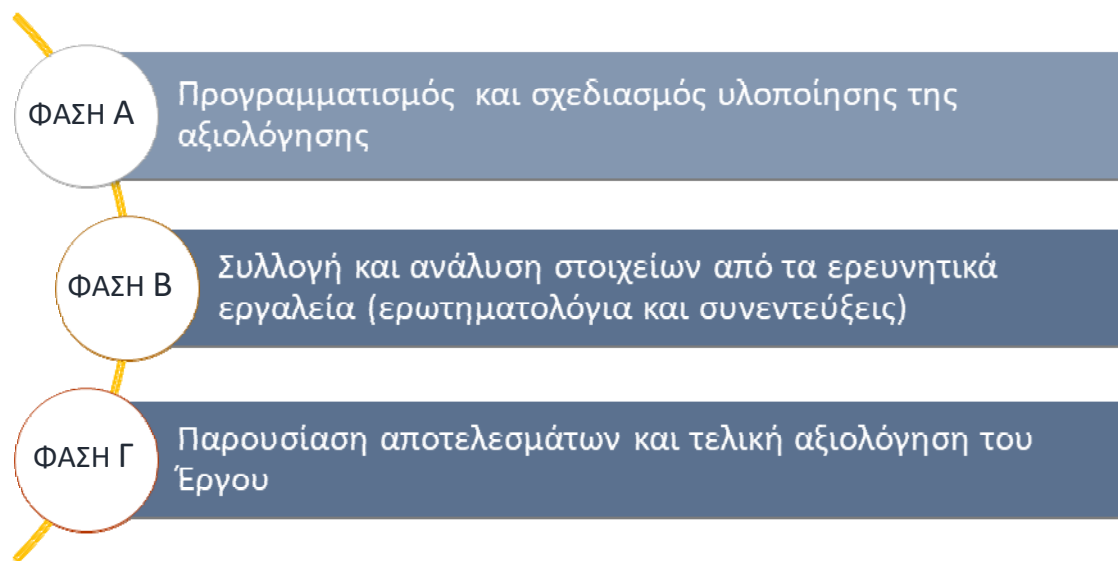 ΦΑΣΗ Α
Προγραμματισμός και σχεδιασμός υλοποίησης της
αξιολόγησης
ΦΑΣΗ Β
Συλλογή και ανάλυση στοιχείων από τα ερευνητικά
εργαλεία (ερωτηματολόγια και συνεντεύξεις)
ΦΑΣΗ Γ
Παρουσίαση αποτελεσμάτων και τελική αξιολόγηση του
Έργου